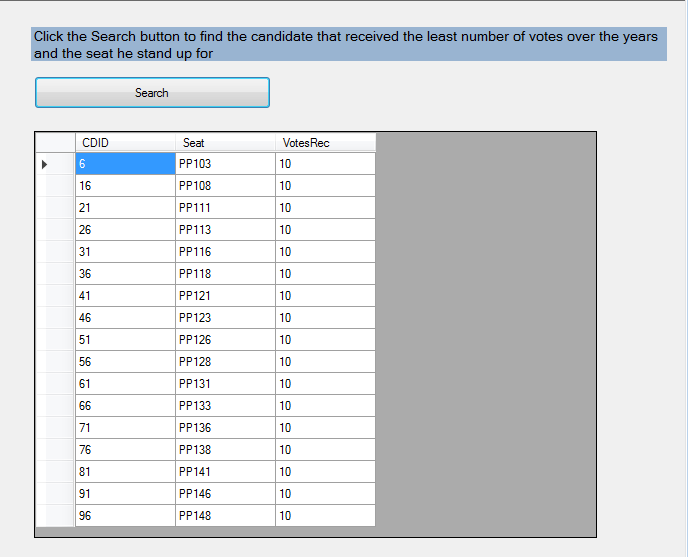 Click the Search button to find the candidate that received the least number of votes over the years
and the seat he stand up for
Search
CDID Seat VotesRec
6 PP103 10
16 PP108 10
21 PP111 10
26 PP113 10
31 PP116 10
36 PP118 10
41 PP121 10
46 PP123 10
51 PP126 10
56 PP128 10
61 PP131 10
66 PP133 10
71 PP136 10
76 PP138 10
81 PP141 10
91 PP146 10
96 PP148 10